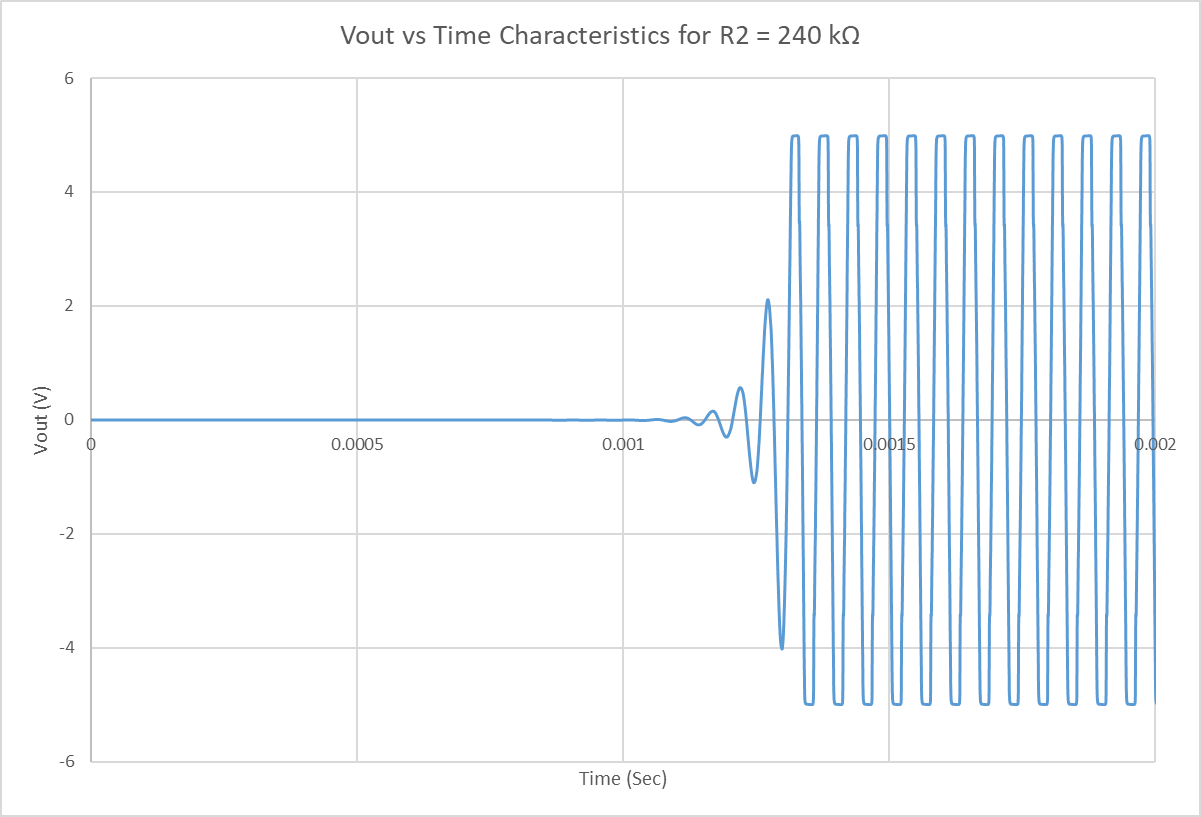 Vout vs Time Characteristics for R2 = 240 kΩ
6
4
2
0
-2
-4
-6
Vout (V)
0 0.0005 0.001 0.0015 0.002
Time (Sec)